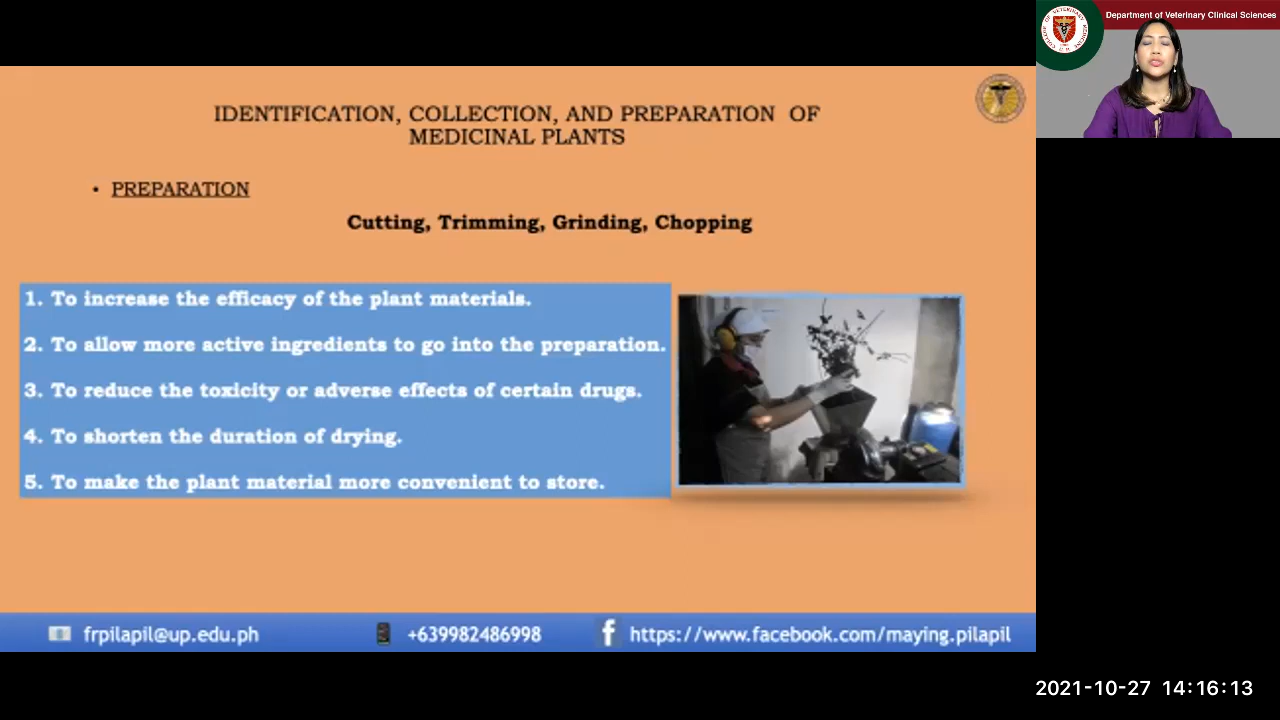 Department of Veterinary Clinical Sciences
IDENTIFICATION, COLLECTION, AND PREPARATION OF
MEDICINAL PLANTS
• PREPARATION
Cutting, Trimming, Grinding, Chopping
1. To increase the efficacy of the plant materials.
2. To allow more active ingredients to go into the preparation.
3. To reduce the toxicity or adverse effects of certain drugs.
4. To shorten the duration of drying.
5. To make the plant material more convenient to store.
frpilapil@up.edu.ph
+639982486998
https://www.facebook.com/maying.pilapil
2021-10-27 14:16:13